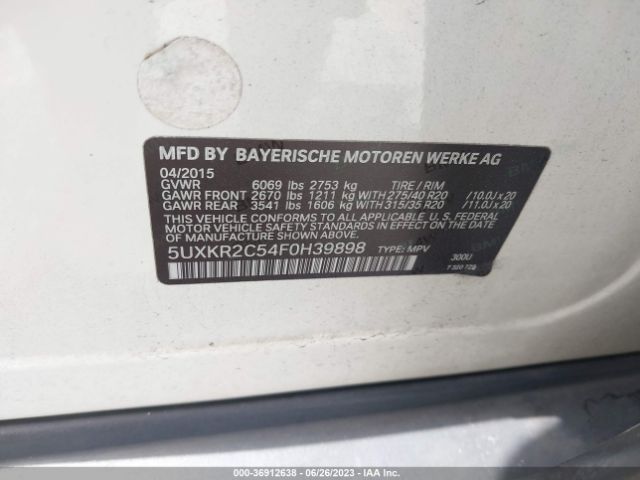 MFD BY BAYERISCHE MOTOREN WERKE AG
04/2015
GVWR 6069 lbs 2753 kg TIRE / RIM
GAWR FRONT 2670 lbs 1211 kg WITH 275/40 R20 /10.0J x 20
GAWR REAR 3541 lbs 1606 kg WITH 315/35 R20 /11.0J x 20
THIS VEHICLE CONFORMS TO ALL APPLICABLE U. S. FEDERAL
MOTOR VEHICLE SAFETY STANDARDS IN EFFECT ON THE DATE
OF MANUFACTURE SHOWN ABOVE.
5UXKR2C54F0H39898 TYPE: MPV 300U
000-36912638 - 06/26/2023 - IAA Inc.